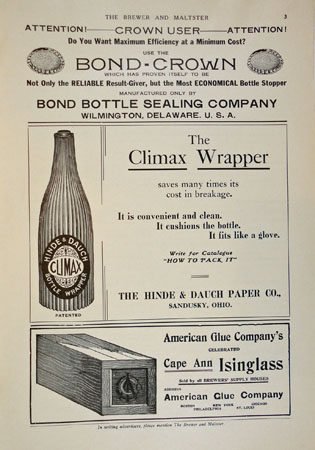 THE BREWER AND MALTSTER 3
ATTENTION!—CROWN USER—ATTENTION!
Do You Want Maximum Efficiency at a Minimum Cost?
USE THE
BOND-CROWN
WHICH HAS PROVEN ITSELF TO BE
Not Only the RELIABLE Result-Giver, but the Most ECONOMICAL Bottle Stopper
MANUFACTURED ONLY BY
BOND BOTTLE SEALING COMPANY
WILMINGTON, DELAWARE, U. S. A.
The
Climax Wrapper
saves many times its
cost in breakage.
It is convenient and clean.
It cushions the bottle.
It fits like a glove.
Write for Catalogue
"HOW TO PACK IT"
THE HINDE & DAUCH PAPER CO.,
SANDUSKY, OHIO.
HINDE & DAUCH
CLIMAX
BOTTLE WRAPPER
PATENTED
American Glue Company's
CELEBRATED
Cape Ann Isinglass
Sold by all BREWERS' SUPPLY HOUSES
American Glue Company
BOSTON NEW YORK CHICAGO
PHILADELPHIA ST. LOUIS
In writing advertisers, please mention The Brewer and Maltster.